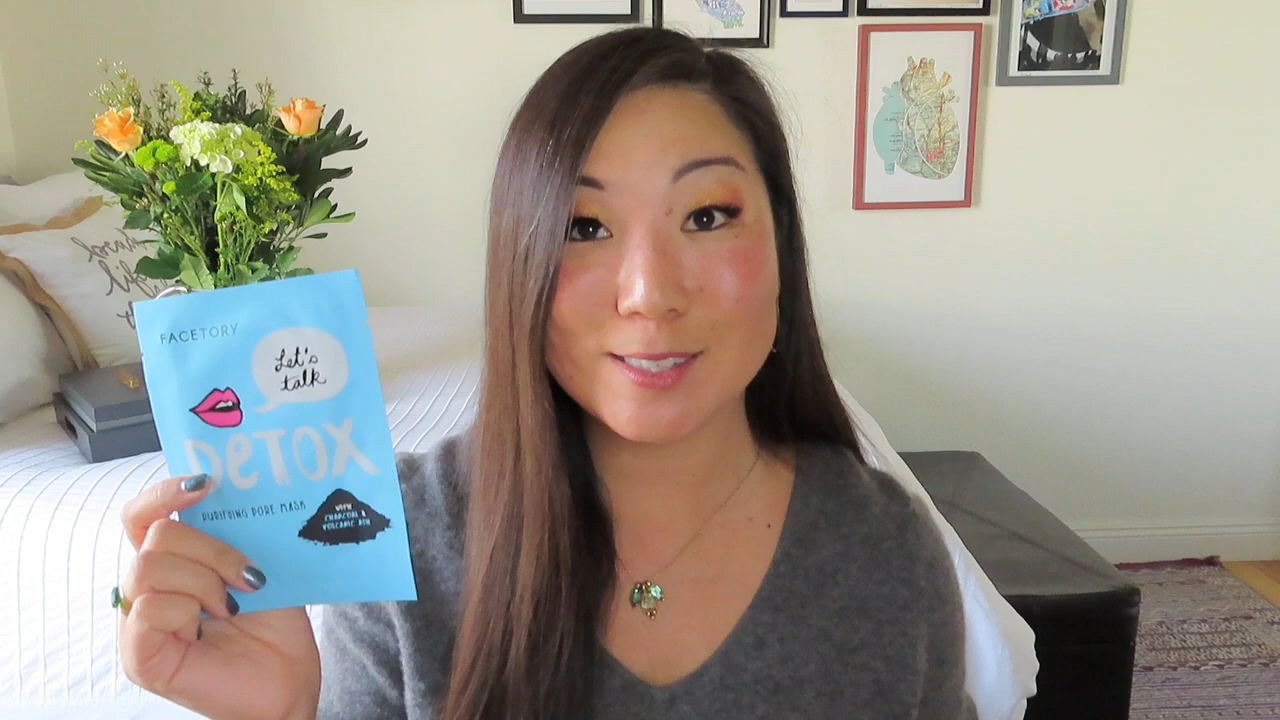 FACETORY
Let's
talk
DETOX
PURIFYING PORE MASK
WITH
CHARCOAL &
VOLCANIC ASH